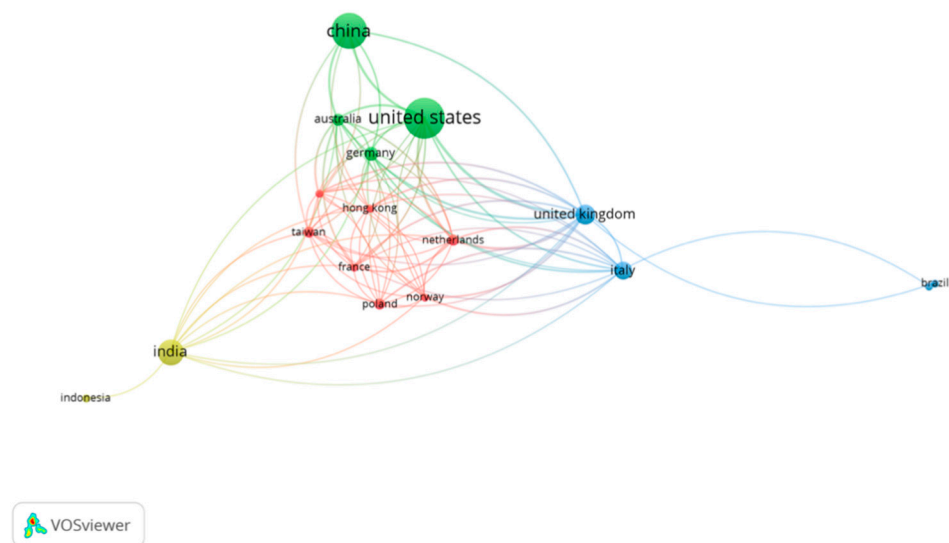 china
united states
australia
germany
hong kong
united kingdom
taiwan
netherlands
france
italy
brazil
norway
poland
india
indonesia
VOSviewer